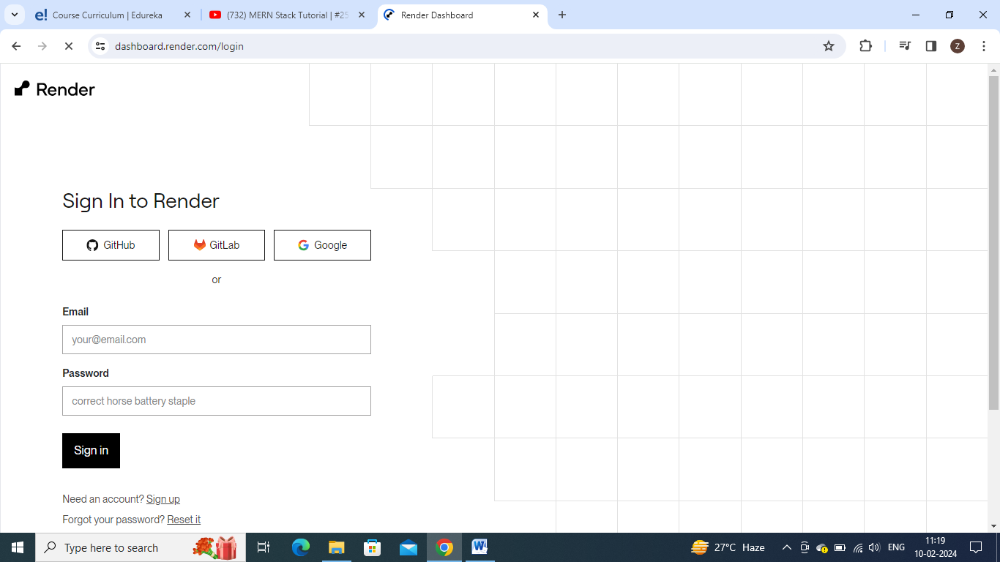 e! Course Curriculum | Edureka
(732) MERN Stack Tutorial | #25
Render Dashboard
dashboard.render.com/login
Z
Render
Sign In to Render
GitHub
GitLab
Google
or
Email
your@email.com
Password
correct horse battery staple
Sign in
Need an account? Sign up
Forgot your password? Reset it
Type here to search
W
27°C Haze
ENG
11:19
10-02-2024